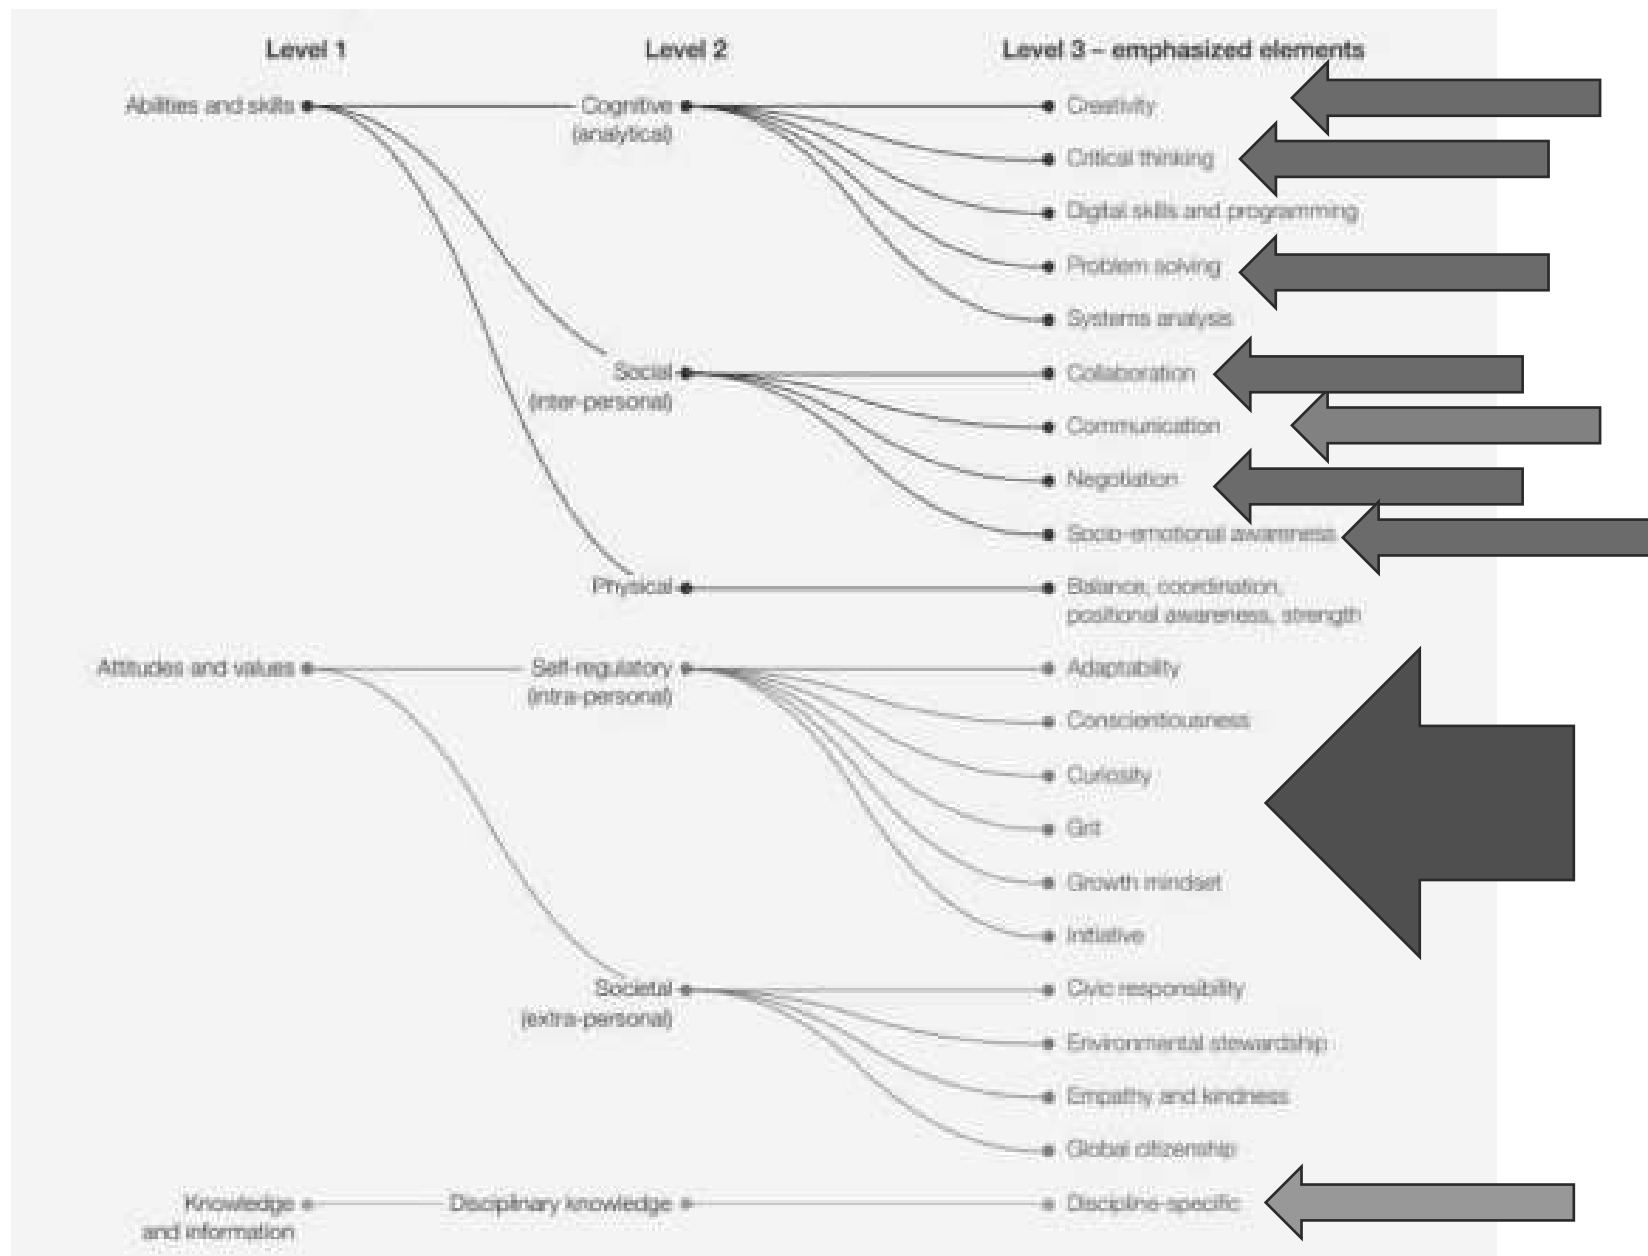 Level 1 Level 2 Level 3 – emphasized elements
Abilities and skills Cognitive Creativity
(analytical)
Critical thinking
Digital skills and programming
Problem solving
Systems analysis
Social Collaboration
(inter-personal)
Communication
Negotiation
Socio-emotional awareness
Physical Balance, coordination,
positional awareness, strength
Attitudes and values Self-regulatory Adaptability
(intra-personal)
Conscientiousness
Curiosity
Grit
Growth mindset
Initiative
Societal Civic responsibility
(extra-personal)
Environmental stewardship
Empathy and kindness
Global citizenship
Knowledge Disciplinary knowledge Discipline-specific
and information